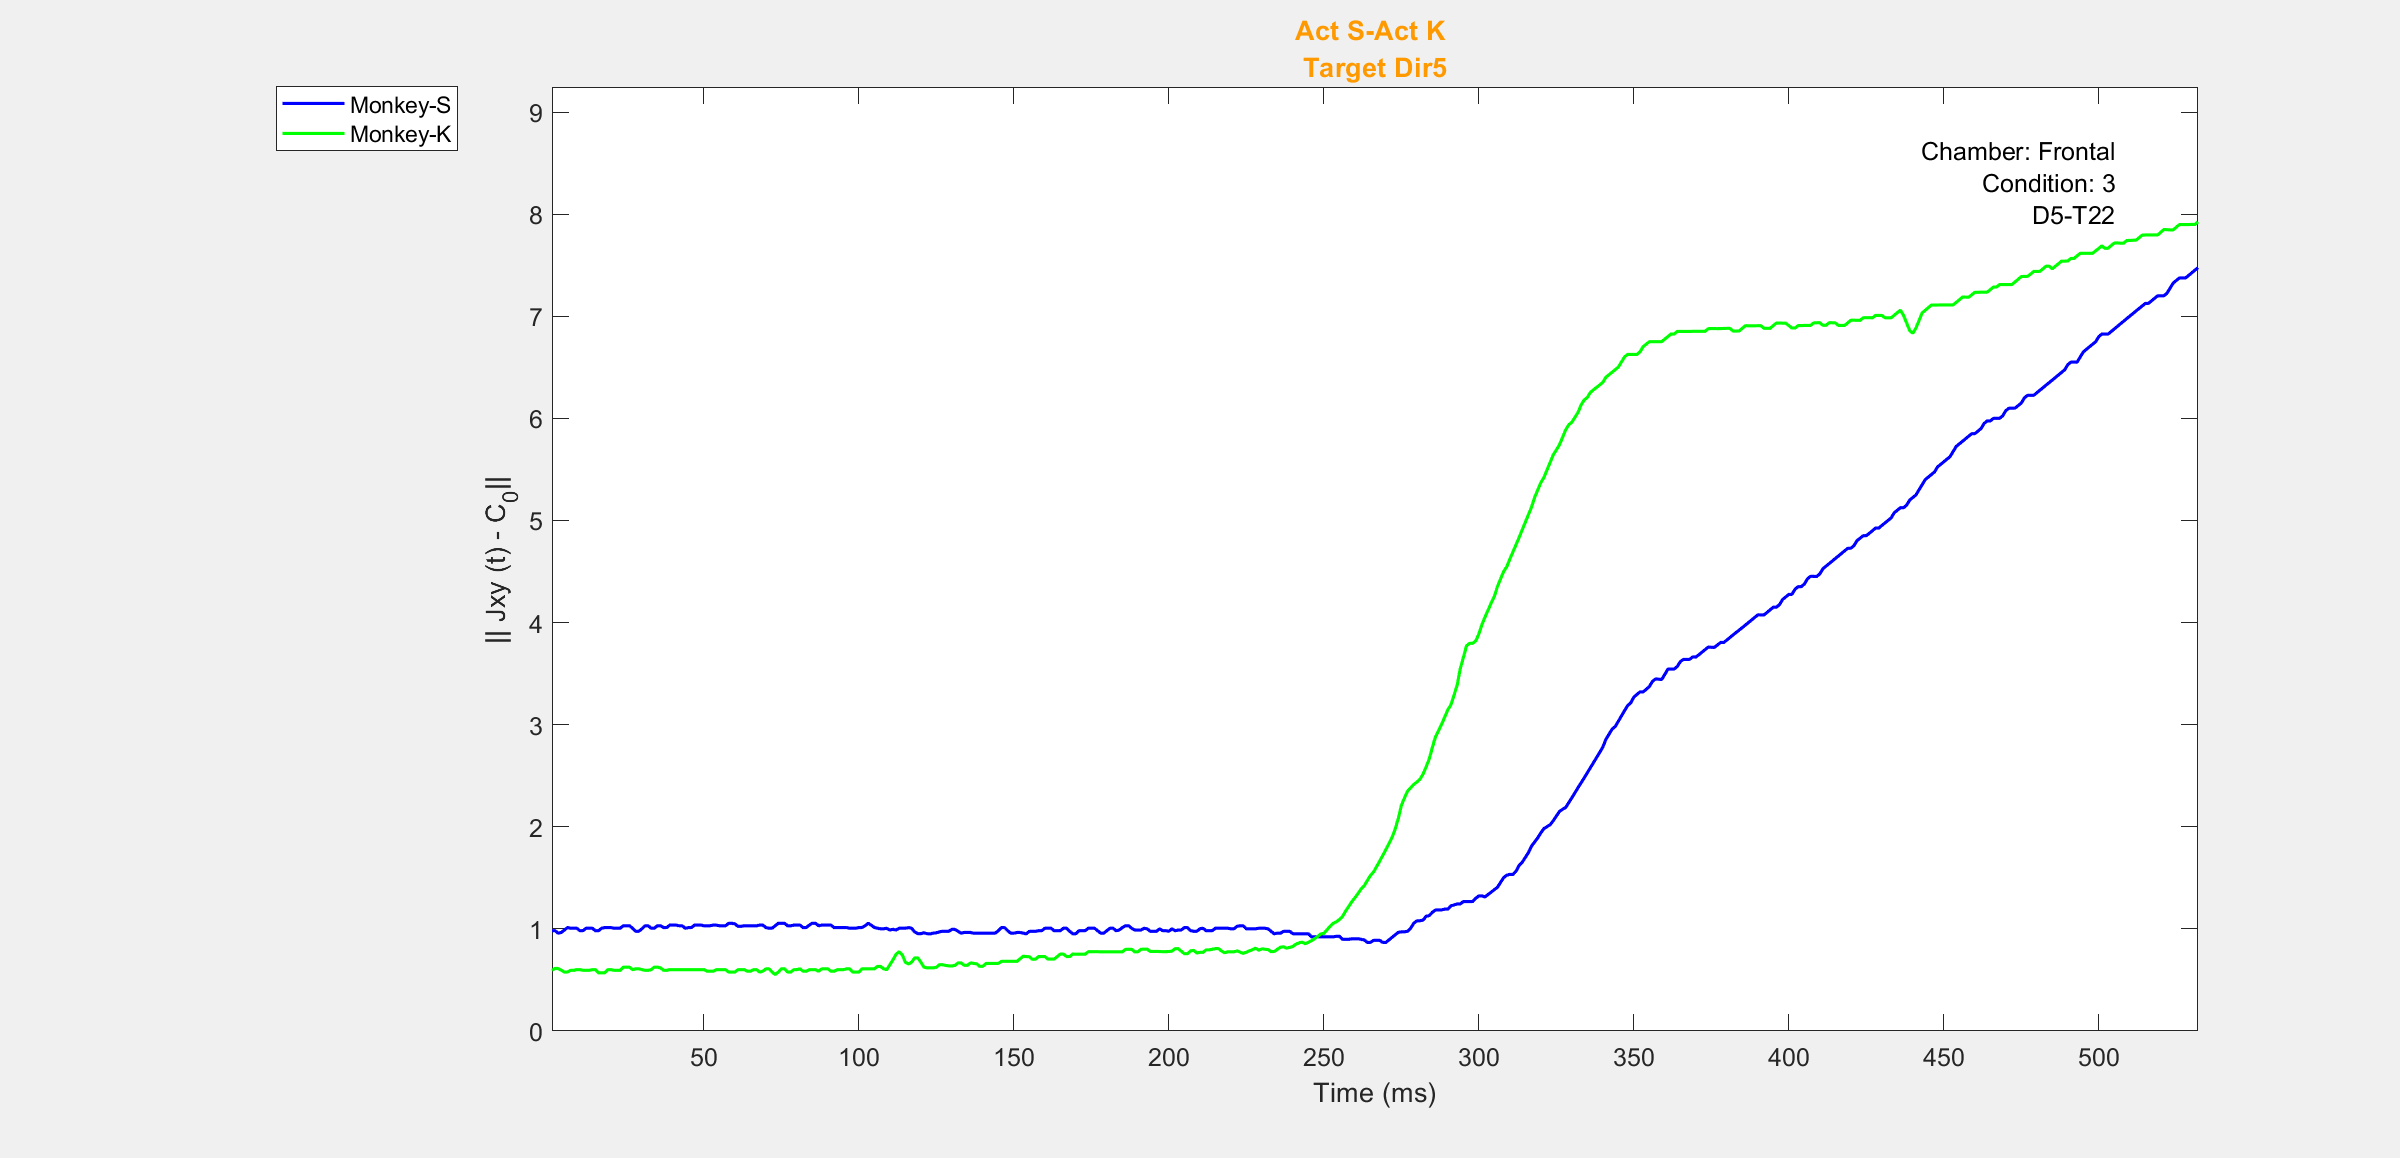 Act S-Act K
Target Dir5
Monkey-S
Monkey-K
Chamber: Frontal
Condition: 3
D5-T22
|| Jxy (t) - C0||
9
8
7
6
5
4
3
2
1
0
50 100 150 200 250 300 350 400 450 500
Time (ms)